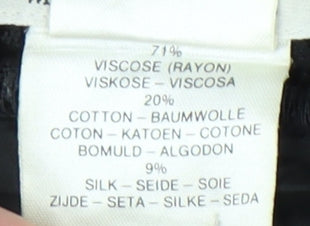 71%
VISCOSE (RAYON)
VISKOSE – VISCOSA
20%
COTTON – BAUMWOLLE
COTON – KATOEN – COTONE
BOMULD – ALGODON
9%
SILK – SEIDE – SOIE
ZIJDE – SETA – SILKE – SEDA